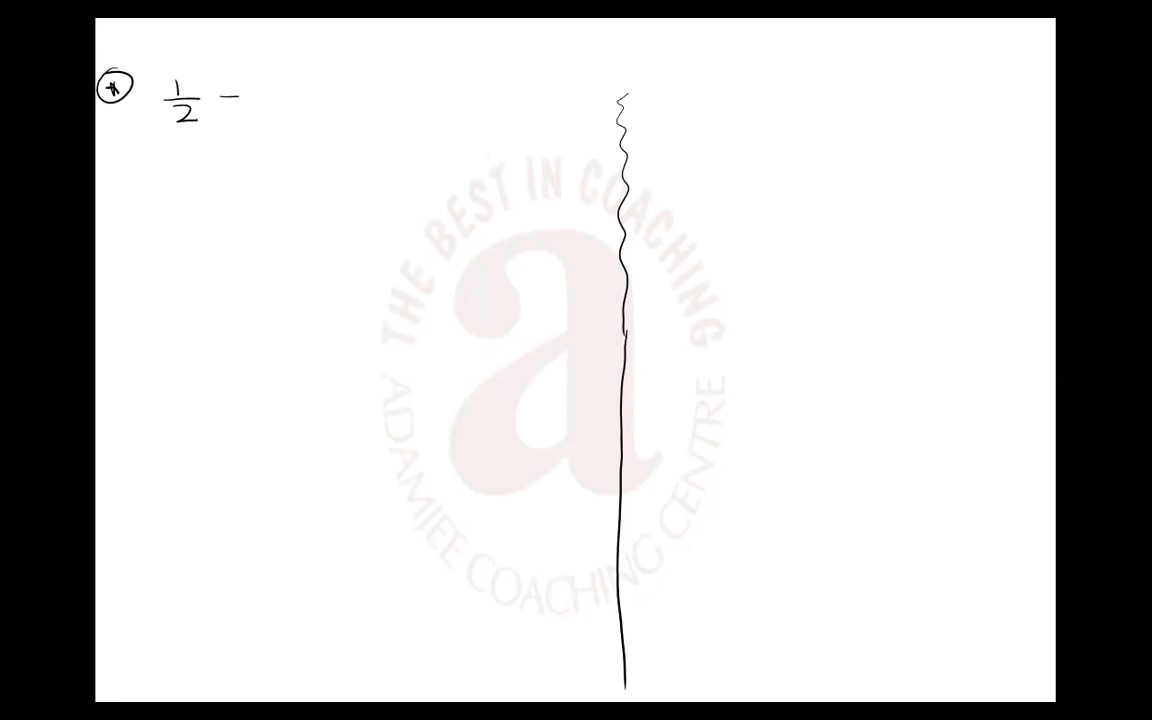 * 1/2 -
THE BEST IN COACHING
a
ADAMJEE COACHING CENTRE